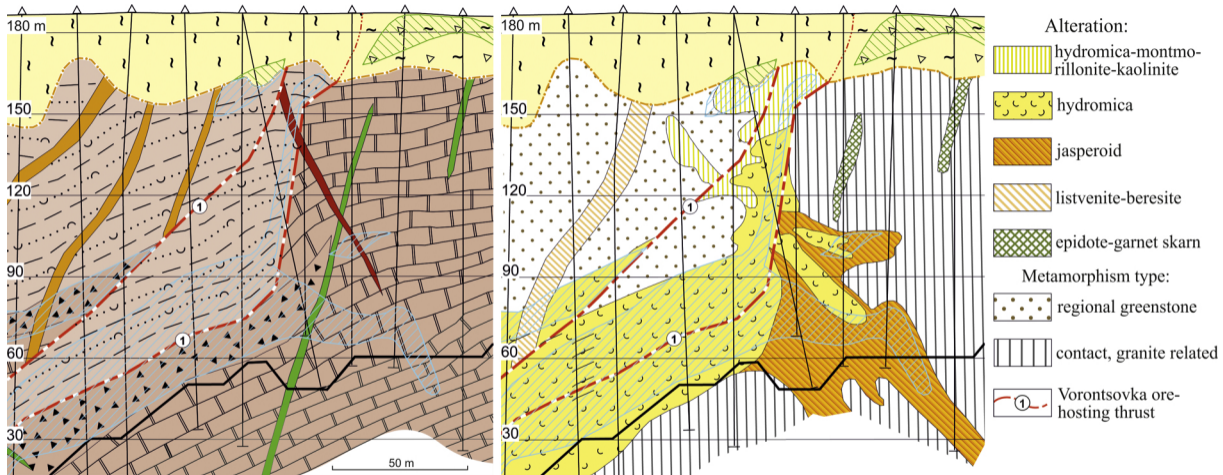 180 m
150
120
90
60
30
1
1
50 m
180 m
150
120
90
60
30
1
1
Alteration:
hydromica-montmo-
rillonite-kaolinite
hydromica
jasperoid
listvenite-beresite
epidote-garnet skarn
Metamorphism type:
regional greenstone
contact, granite related
1
Vorontsovka ore-
hosting thrust